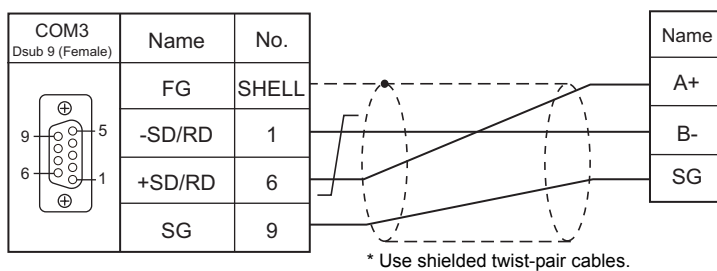 COM3
Dsub 9 (Female)
Name
No.
Name
FG
SHELL
A+
9
5
-SD/RD
1
B-
6
1
+SD/RD
6
SG
SG
9
* Use shielded twist-pair cables.